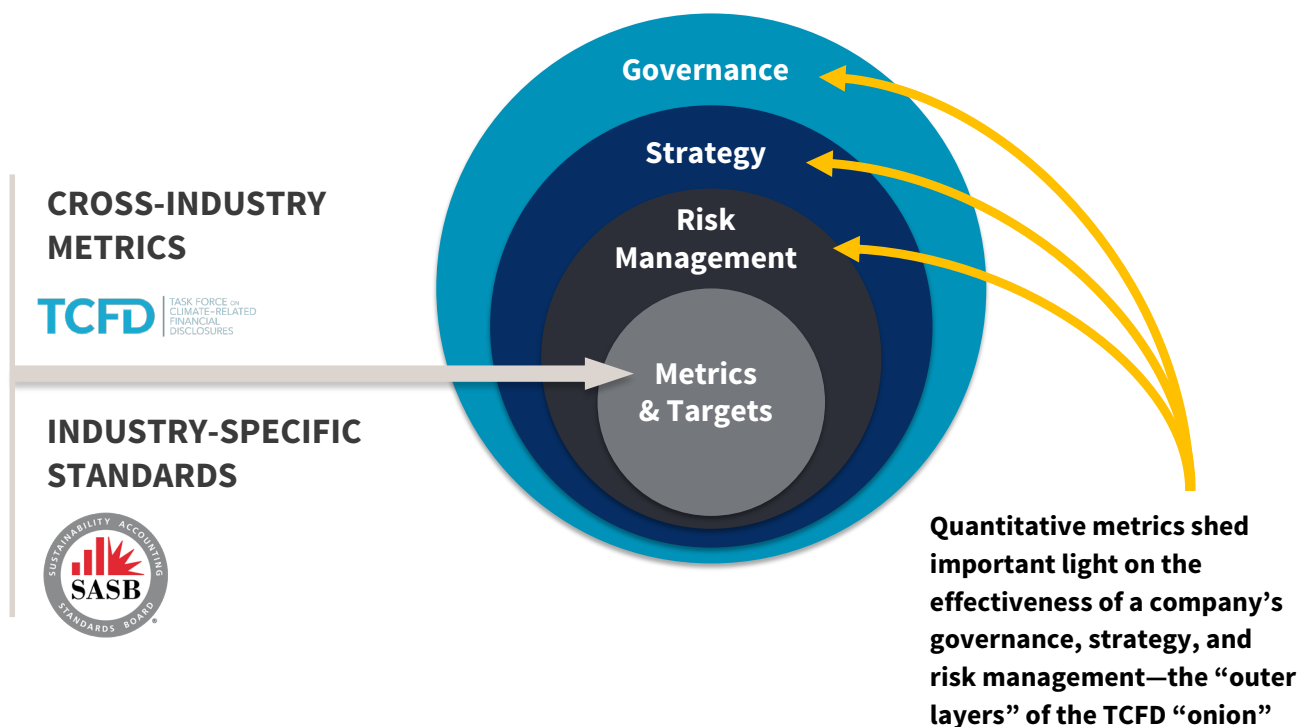 Governance
Strategy
Risk
Management
Metrics
& Targets
CROSS-INDUSTRY
METRICS
TCFD
TASK FORCE ON
CLIMATE-RELATED
FINANCIAL
DISCLOSURES
INDUSTRY-SPECIFIC
STANDARDS
SUSTAINABILITY ACCOUNTING
SASB
STANDARDS BOARD
®
Quantitative metrics shed
important light on the
effectiveness of a company’s
governance, strategy, and
risk management—the “outer
layers” of the TCFD “onion”